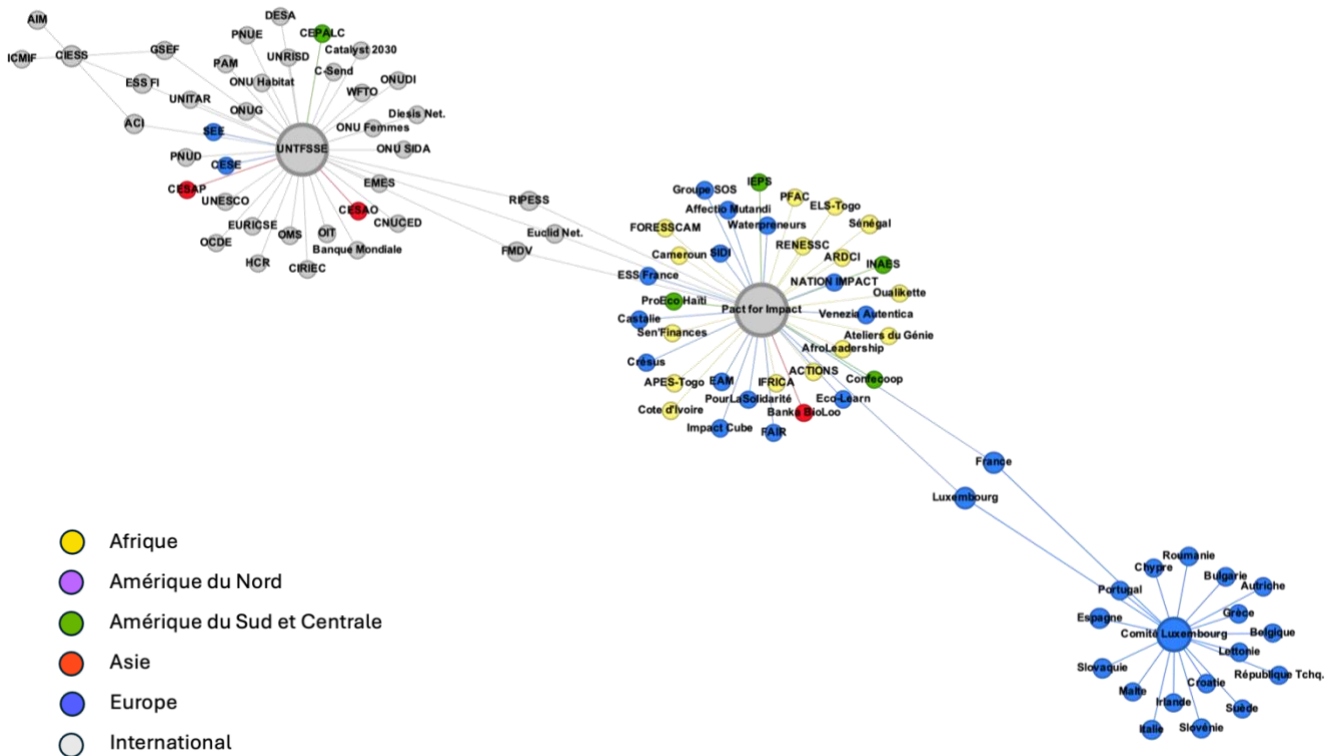 AIM
DESA
PNUE
CEPALC
ICMIF
CIESS
GSEF
UNRISD
Catalyst 2030
PAM
C-Send
ESS FI
ONU Habitat
ONUDI
UNITAR
WFTO
ONUG
Diesis Net.
ACI
SEE
ONU Femmes
UNTFSSE
ONU SIDA
PNUD
CESE
CESAP
EMES
UNESCO
CESAO
RIPESS
EURICSE
OMS
OIT
CNUCED
OCDE
Banque Mondiale
Euclid Net.
HCR
CIRIEC
FMDV
Groupe SOS
IEPS
PFAC
ELS-Togo
Affectio Mutandi
FORESSCAM
Waterpreneurs
Sénégal
Cameroun
SIDI
RENESSC
ARDCI
INAES
ESS France
NATION IMPACT
Oualikette
ProEco Haïti
Pact for Impact
Castalie
Venezia Autentica
Sen'Finances
Ateliers du Génie
AfroLeadership
Crésus
ACTIONS
APES-Togo
EAM
IFRICA
Confecoop
PourLaSolidarité
Eco-Learn
Cote d'Ivoire
Banka BioLoo
Impact Cube
FAIR
France
Luxembourg
Roumanie
Chypre
Bulgarie
Autriche
Portugal
Espagne
Grèce
Comité Luxembourg
Belgique
Lettonie
Slovaquie
République Tchq.
Croatie
Malte
Irlande
Suède
Italie
Slovénie
Afrique
Amérique du Nord
Amérique du Sud et Centrale
Asie
Europe
International